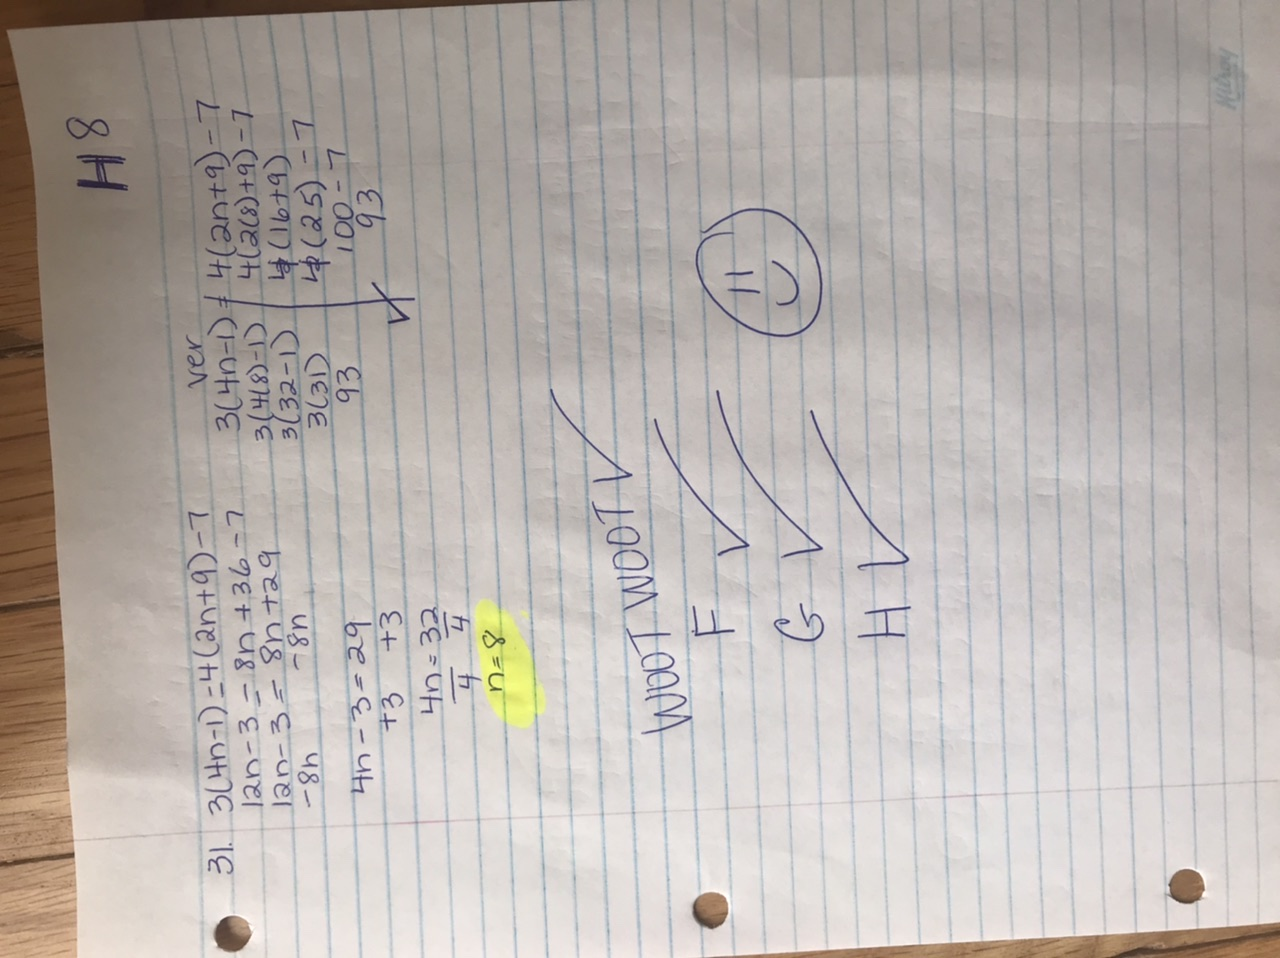 H 8
31. 3(4n-1)=4(2n+9)-7
12n-3=8n+36-7
12n-3=8n+29
-8n -8n
4n-3=29
+3 +3
4n=32
4 4
n=8
ver
3(4n-1)=4(2n+9)-7
3(4(8)-1) 4(2(8)+9)-7
3(32-1) 4(16+9)
3(31) 4(25)-7
93 100-7
93
WOOT WOOT ✓
F ✓
G ✓
H ✓
Hilroy